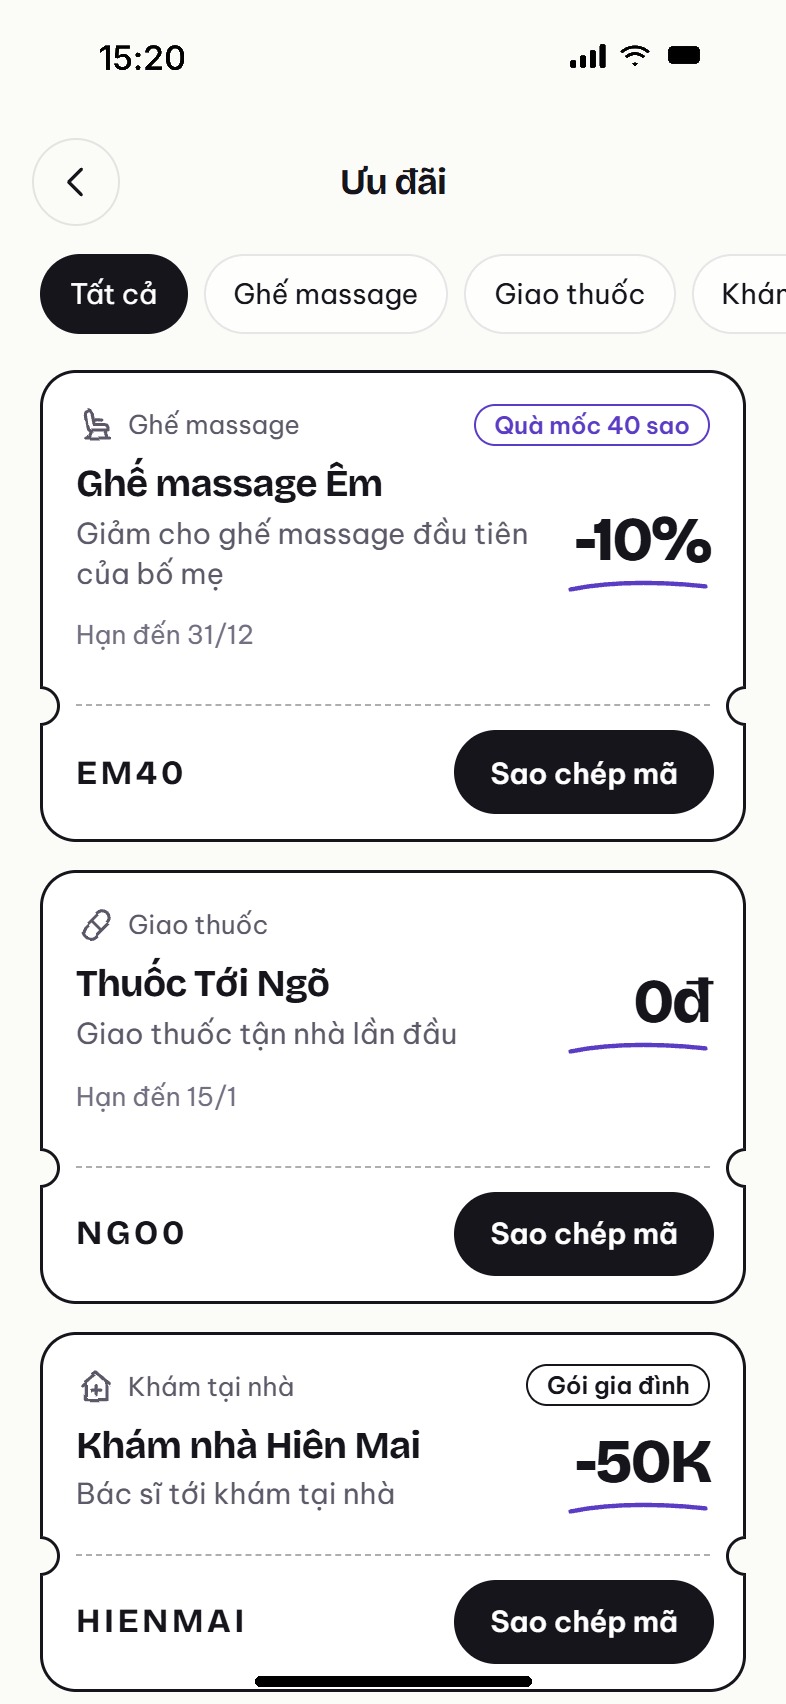 15:20
Ưu đãi
Tất cả
Ghế massage
Giao thuốc
Ghế massage
Quà mốc 40 sao
Ghế massage Êm
Giảm cho ghế massage đầu tiên
của bố mẹ
-10%
Hạn đến 31/12
EM40
Sao chép mã
Giao thuốc
Thuốc Tới Ngõ
Giao thuốc tận nhà lần đầu
0đ
Hạn đến 15/1
NGO0
Sao chép mã
Khám tại nhà
Gói gia đình
Khám nhà Hiên Mai
Bác sĩ tới khám tại nhà
-50K
HIENMAI
Sao chép mã